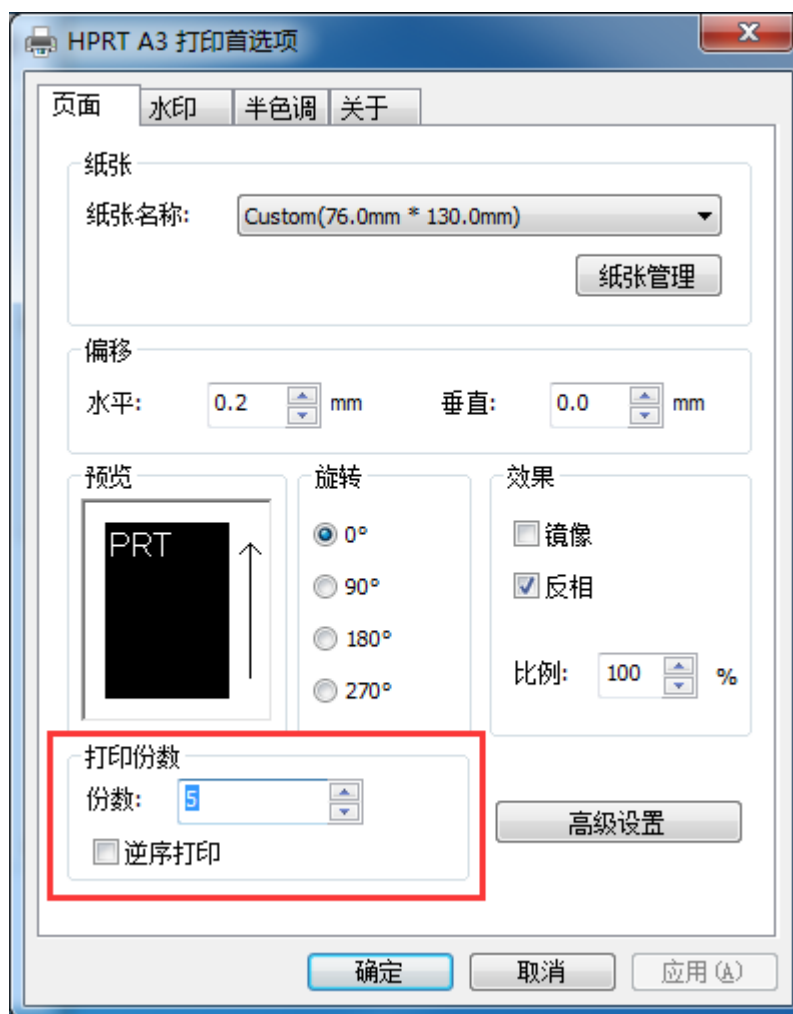 HPRT A3 打印首选项
页面 水印 半色调 关于
纸张
纸张名称: Custom(76.0mm * 130.0mm)
纸张管理
偏移
水平: 0.2 mm 垂直: 0.0 mm
预览 旋转 效果
PRT
0° 镜像
90° 反相
180°
比例: 100 %
270°
打印份数
份数: 5
高级设置
逆序打印
确定 取消 应用(A)